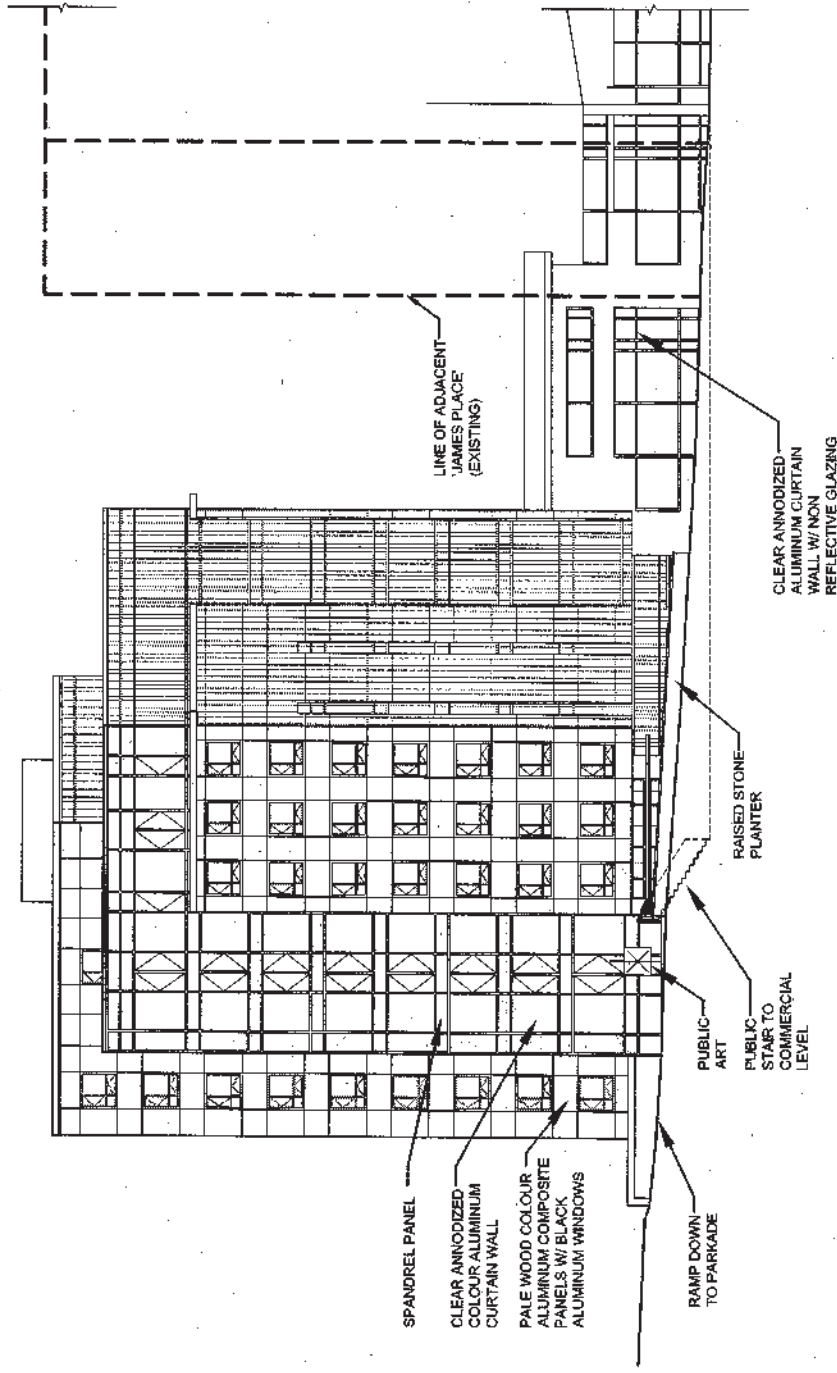 LINE OF ADJACENT
'JAMES PLACE'
(EXISTING)
SPANDREL PANEL
CLEAR ANNODIZED
COLOUR ALUMINUM
CURTAIN WALL
PALE WOOD COLOUR
ALUMINUM COMPOSITE
PANELS W/ BLACK
ALUMINUM WINDOWS
RAMP DOWN
TO PARKADE
PUBLIC
ART
PUBLIC
STAIR TO
COMMERCIAL
LEVEL
RAISED STONE
PLANTER
CLEAR ANNODIZED
ALUMINUM CURTAIN
WALL W/ NON
REFLECTIVE GLAZING